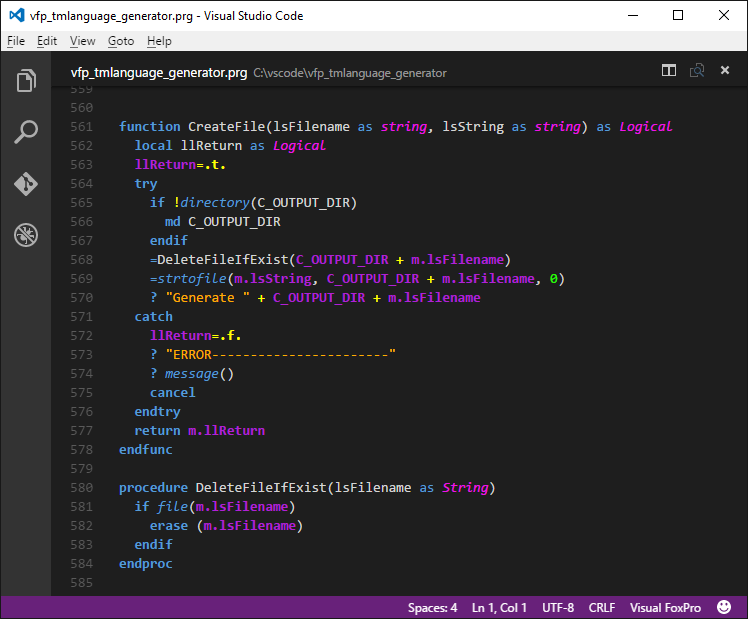 vfp_tmlanguage_generator.prg - Visual Studio Code
File Edit View Goto Help
vfp_tmlanguage_generator.prg C:\vscode\vfp_tmlanguage_generator
559
560
561 function CreateFile(lsFilename as string, lsString as string) as Logical
562 local llReturn as Logical
563 llReturn=.t.
564 try
565 if !directory(C_OUTPUT_DIR)
566 md C_OUTPUT_DIR
567 endif
568 =DeleteFileIfExist(C_OUTPUT_DIR + m.lsFilename)
569 =strtofile(m.lsString, C_OUTPUT_DIR + m.lsFilename, 0)
570 ? "Generate " + C_OUTPUT_DIR + m.lsFilename
571 catch
572 llReturn=.f.
573 ? "ERROR-----------------------"
574 ? message()
575 cancel
576 endtry
577 return m.llReturn
578 endfunc
579
580 procedure DeleteFileIfExist(lsFilename as String)
581 if file(m.lsFilename)
582 erase (m.lsFilename)
583 endif
584 endproc
585
Spaces: 4 Ln 1, Col 1 UTF-8 CRLF Visual FoxPro